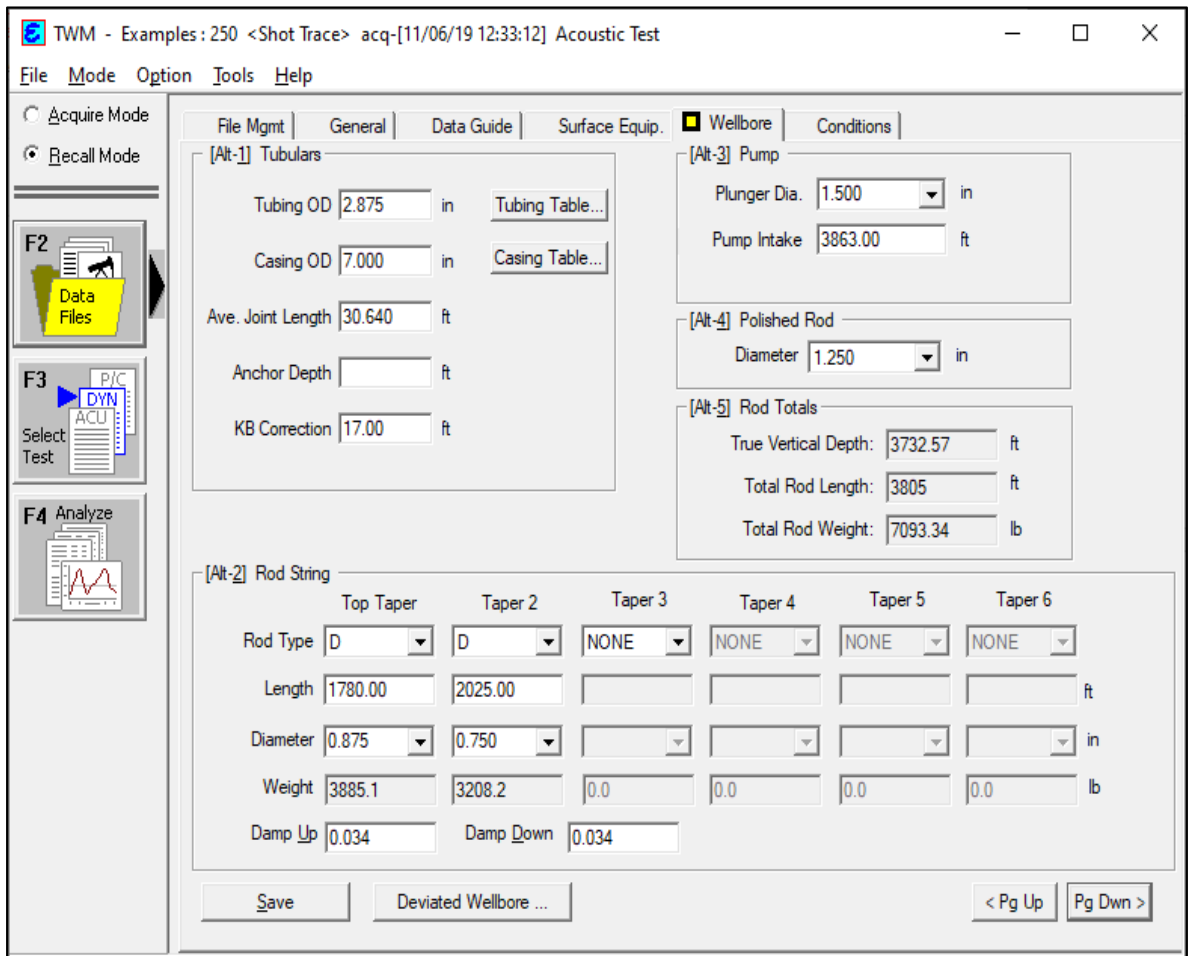 TWM - Examples : 250 <Shot Trace> acq-[11/06/19 12:33:12] Acoustic Test
File Mode Option Tools Help
Acquire Mode
Recall Mode
F2
Data
Files
F3
P/C
DYN
ACU
Select
Test
F4 Analyze
File Mgmt General Data Guide Surface Equip. Wellbore Conditions
[Alt-1] Tubulars
Tubing OD 2.875 in Tubing Table...
Casing OD 7.000 in Casing Table...
Ave. Joint Length 30.640 ft
Anchor Depth ft
KB Correction 17.00 ft
[Alt-3] Pump
Plunger Dia. 1.500 in
Pump Intake 3863.00 ft
[Alt-4] Polished Rod
Diameter 1.250 in
[Alt-5] Rod Totals
True Vertical Depth: 3732.57 ft
Total Rod Length: 3805 ft
Total Rod Weight: 7093.34 lb
[Alt-2] Rod String
Top Taper Taper 2 Taper 3 Taper 4 Taper 5 Taper 6
Rod Type D D NONE NONE NONE NONE
Length 1780.00 2025.00 ft
Diameter 0.875 0.750 in
Weight 3885.1 3208.2 0.0 0.0 0.0 0.0 lb
Damp Up 0.034 Damp Down 0.034
Save Deviated Wellbore ... < Pg Up Pg Dwn >